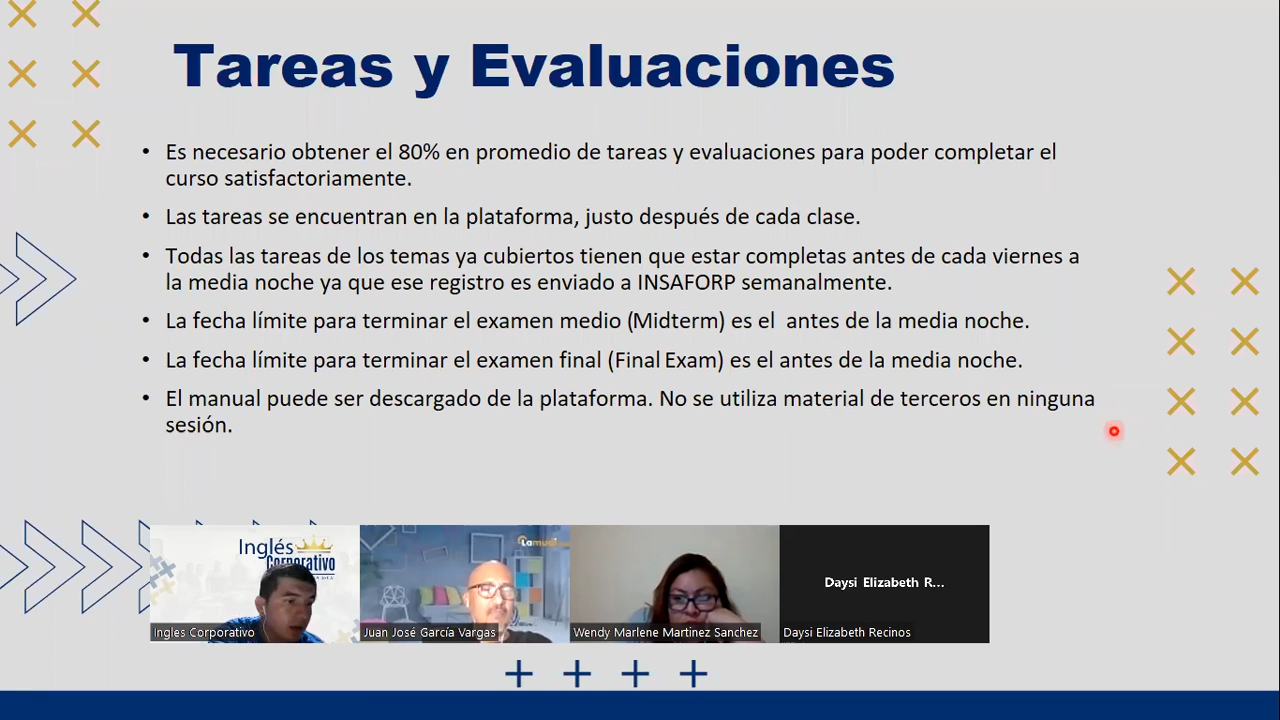 Tareas y Evaluaciones
• Es necesario obtener el 80% en promedio de tareas y evaluaciones para poder completar el
curso satisfactoriamente.
• Las tareas se encuentran en la plataforma, justo después de cada clase.
• Todas las tareas de los temas ya cubiertos tienen que estar completas antes de cada viernes a
la media noche ya que ese registro es enviado a INSAFORP semanalmente.
• La fecha límite para terminar el examen medio (Midterm) es el  antes de la media noche.
• La fecha límite para terminar el examen final (Final Exam) es el antes de la media noche.
• El manual puede ser descargado de la plataforma. No se utiliza material de terceros en ninguna
sesión.
Inglés
Corporativo
Ingles Corporativo
Juan José García Vargas
Wendy Marlene Martinez Sanchez
Daysi Elizabeth R...
Daysi Elizabeth Recinos